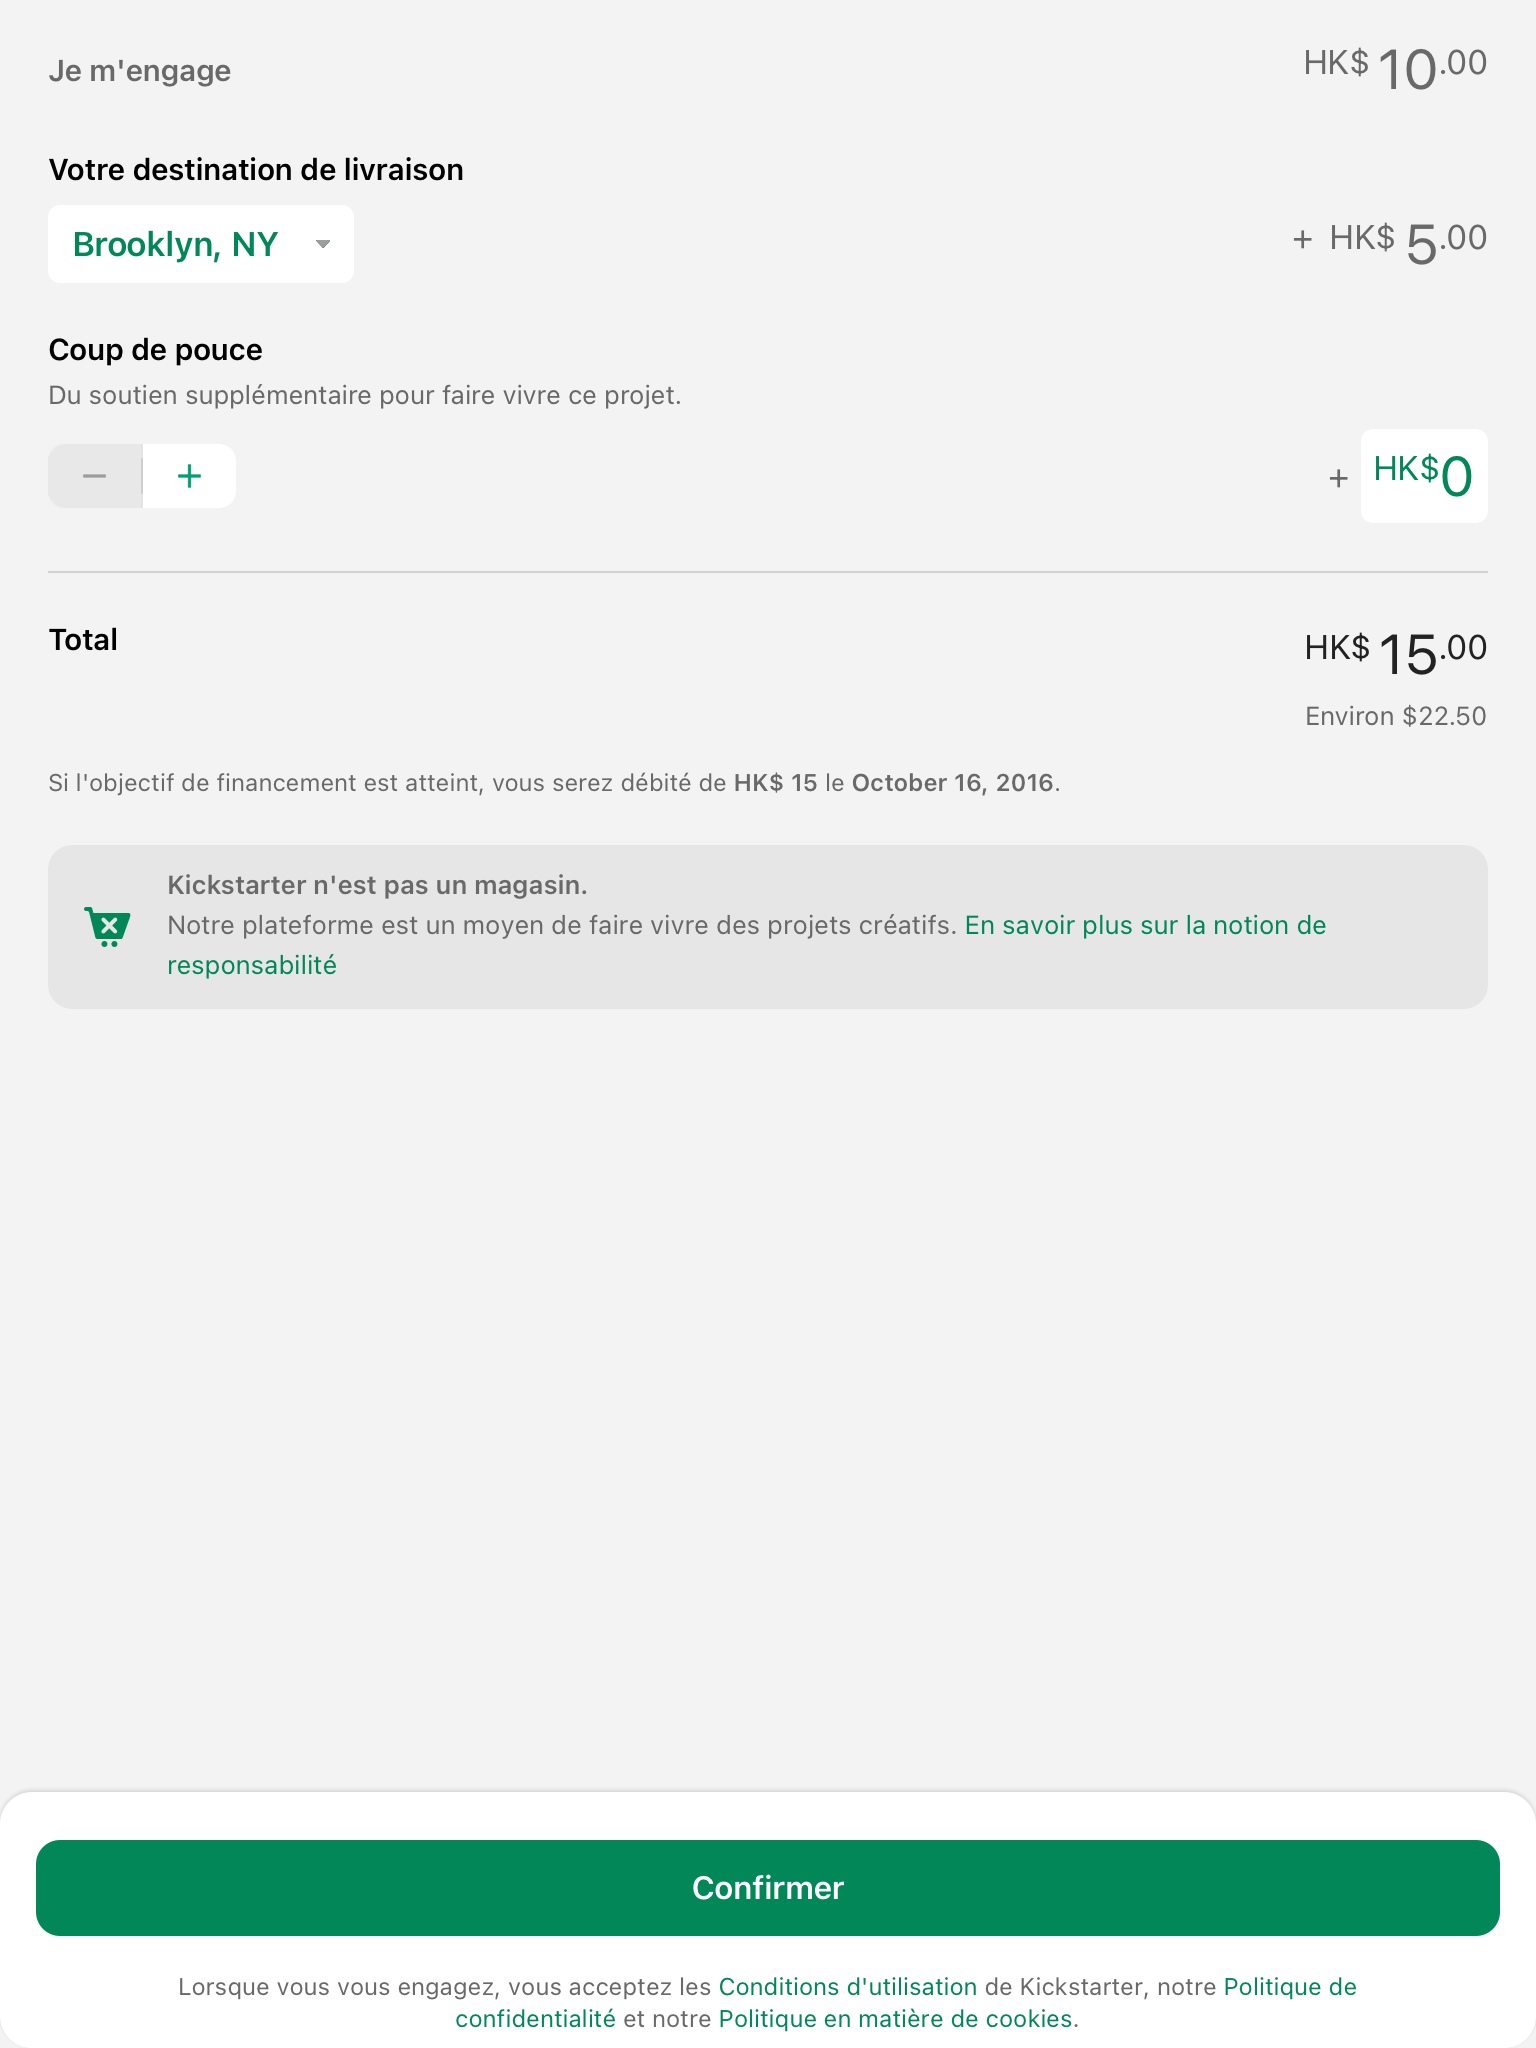 Je m'engage HK$ 10.00
Votre destination de livraison
Brooklyn, NY + HK$ 5.00
Coup de pouce
Du soutien supplémentaire pour faire vivre ce projet.
− + + HK$0
Total HK$ 15.00
Environ $22.50
Si l'objectif de financement est atteint, vous serez débité de HK$ 15 le October 16, 2016.
Kickstarter n'est pas un magasin.
Notre plateforme est un moyen de faire vivre des projets créatifs. En savoir plus sur la notion de
responsabilité
Confirmer
Lorsque vous vous engagez, vous acceptez les Conditions d'utilisation de Kickstarter, notre Politique de
confidentialité et notre Politique en matière de cookies.